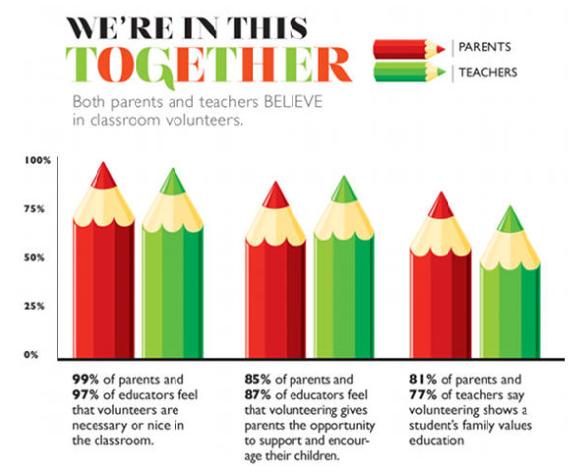 WE'RE IN THIS
TOGETHER
PARENTS
TEACHERS
Both parents and teachers BELIEVE
in classroom volunteers.
100%
75%
50%
25%
0%
99% of parents and
97% of educators feel
that volunteers are
necessary or nice in
the classroom.
85% of parents and
87% of educators feel
that volunteering gives
parents the opportunity
to support and encour-
age their children.
81% of parents and
77% of teachers say
volunteering shows a
student's family values
education